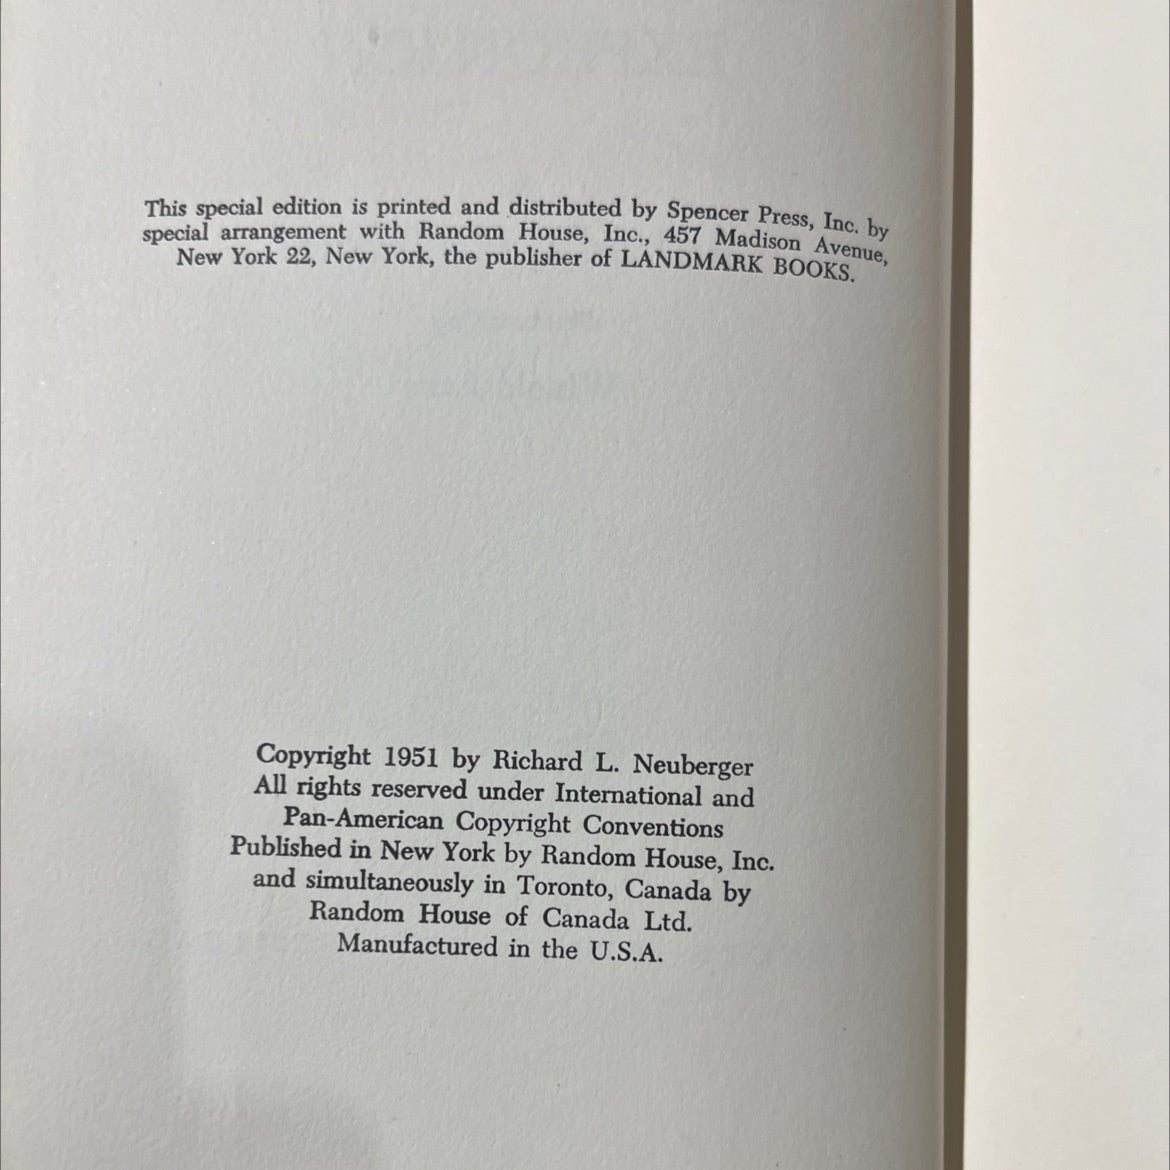 This special edition is printed and distributed by Spencer Press, Inc. by
special arrangement with Random House, Inc., 457 Madison Avenue,
New York 22, New York, the publisher of LANDMARK BOOKS.
Copyright 1951 by Richard L. Neuberger
All rights reserved under International and
Pan-American Copyright Conventions
Published in New York by Random House, Inc.
and simultaneously in Toronto, Canada by
Random House of Canada Ltd.
Manufactured in the U.S.A.